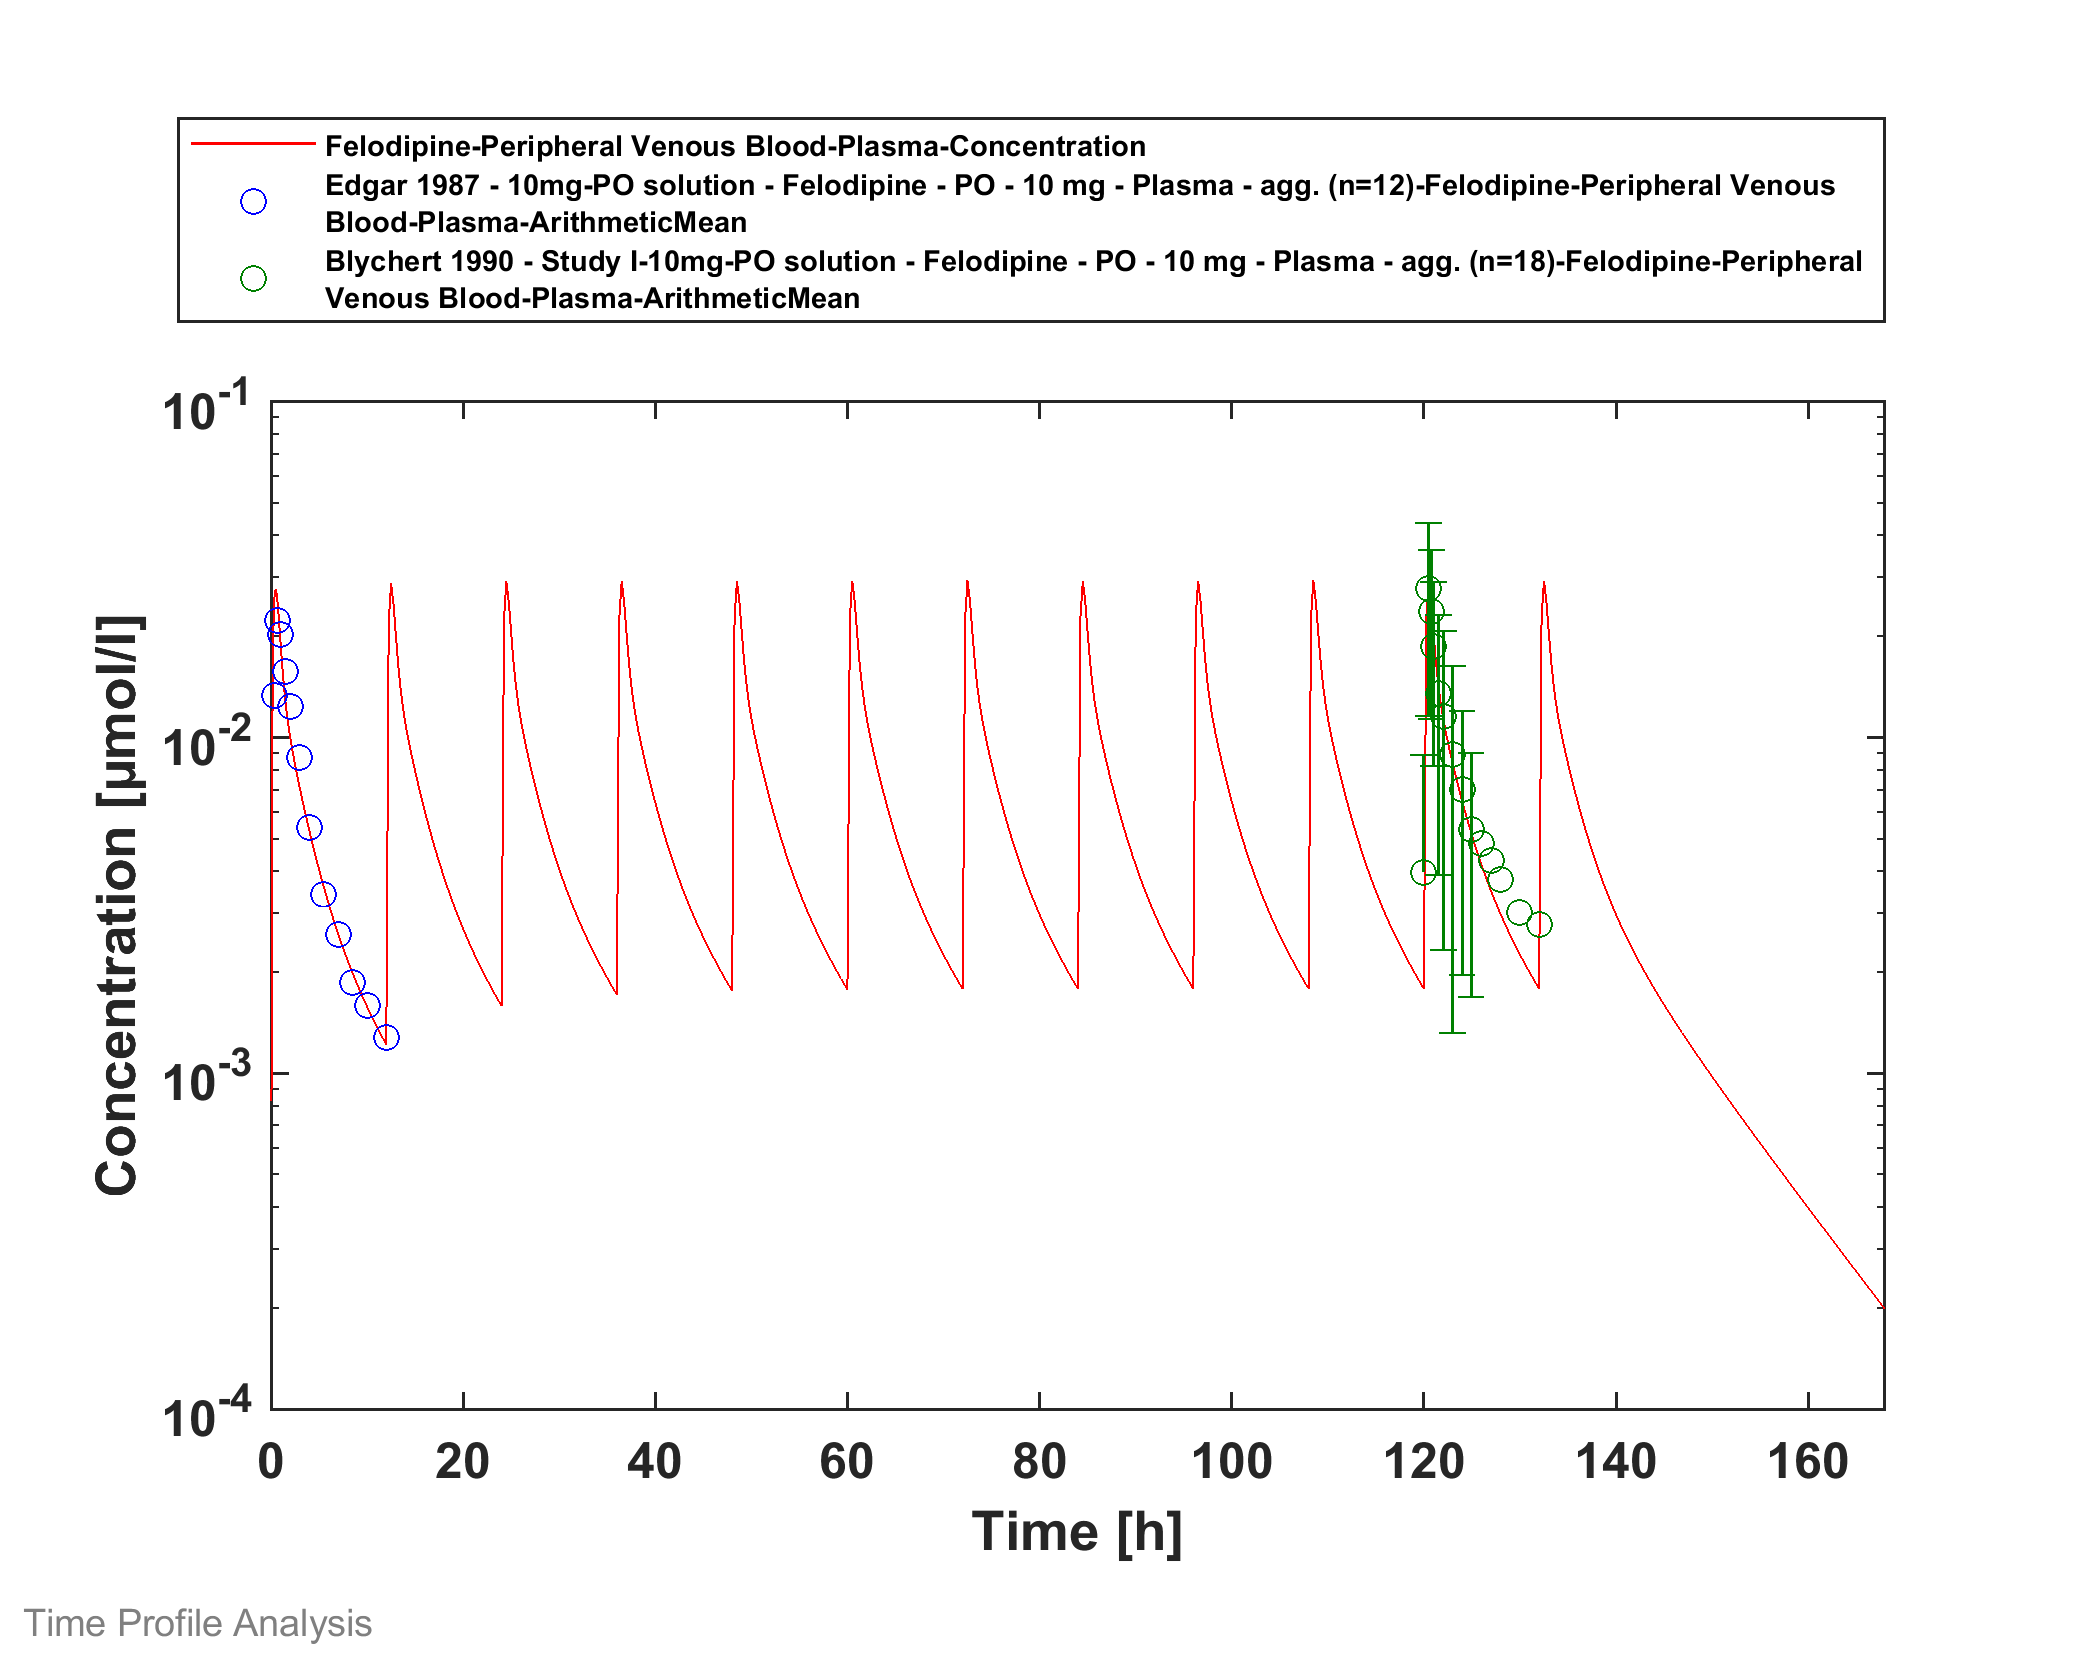 Felodipine-Peripheral Venous Blood-Plasma-Concentration
Edgar 1987 - 10mg-PO solution - Felodipine - PO - 10 mg - Plasma - agg. (n=12)-Felodipine-Peripheral Venous
Blood-Plasma-ArithmeticMean
Blychert 1990 - Study I-10mg-PO solution - Felodipine - PO - 10 mg - Plasma - agg. (n=18)-Felodipine-Peripheral
Venous Blood-Plasma-ArithmeticMean
10^-1
10^-2
10^-3
10^-4
Concentration [µmol/l]
0 20 40 60 80 100 120 140 160
Time [h]
Time Profile Analysis